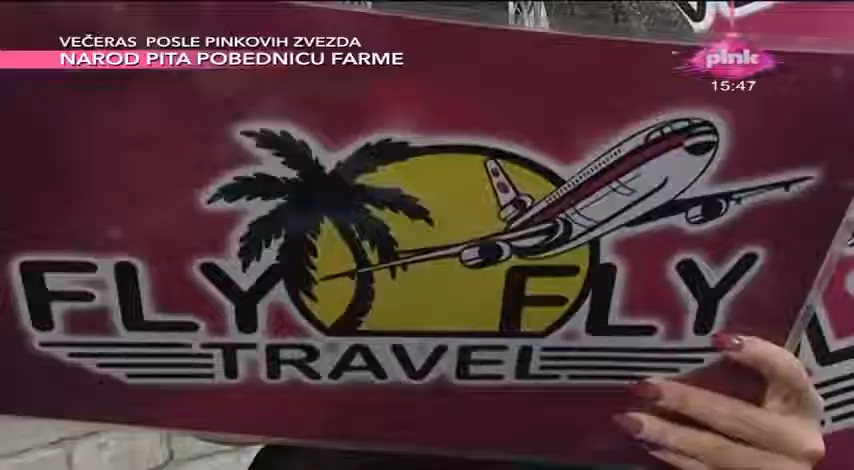 VEČERAS POSLE PINKOVIH ZVEZDA
NAROD PITA POBEDNICU FARME
pink
15:47
FLY FLY
TRAVEL